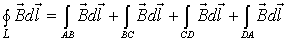 ∮_L B⃗dl⃗ = ∫_AB B⃗dl⃗ + ∫_BC B⃗dl⃗ + ∫_CD B⃗dl⃗ + ∫_DA B⃗dl⃗